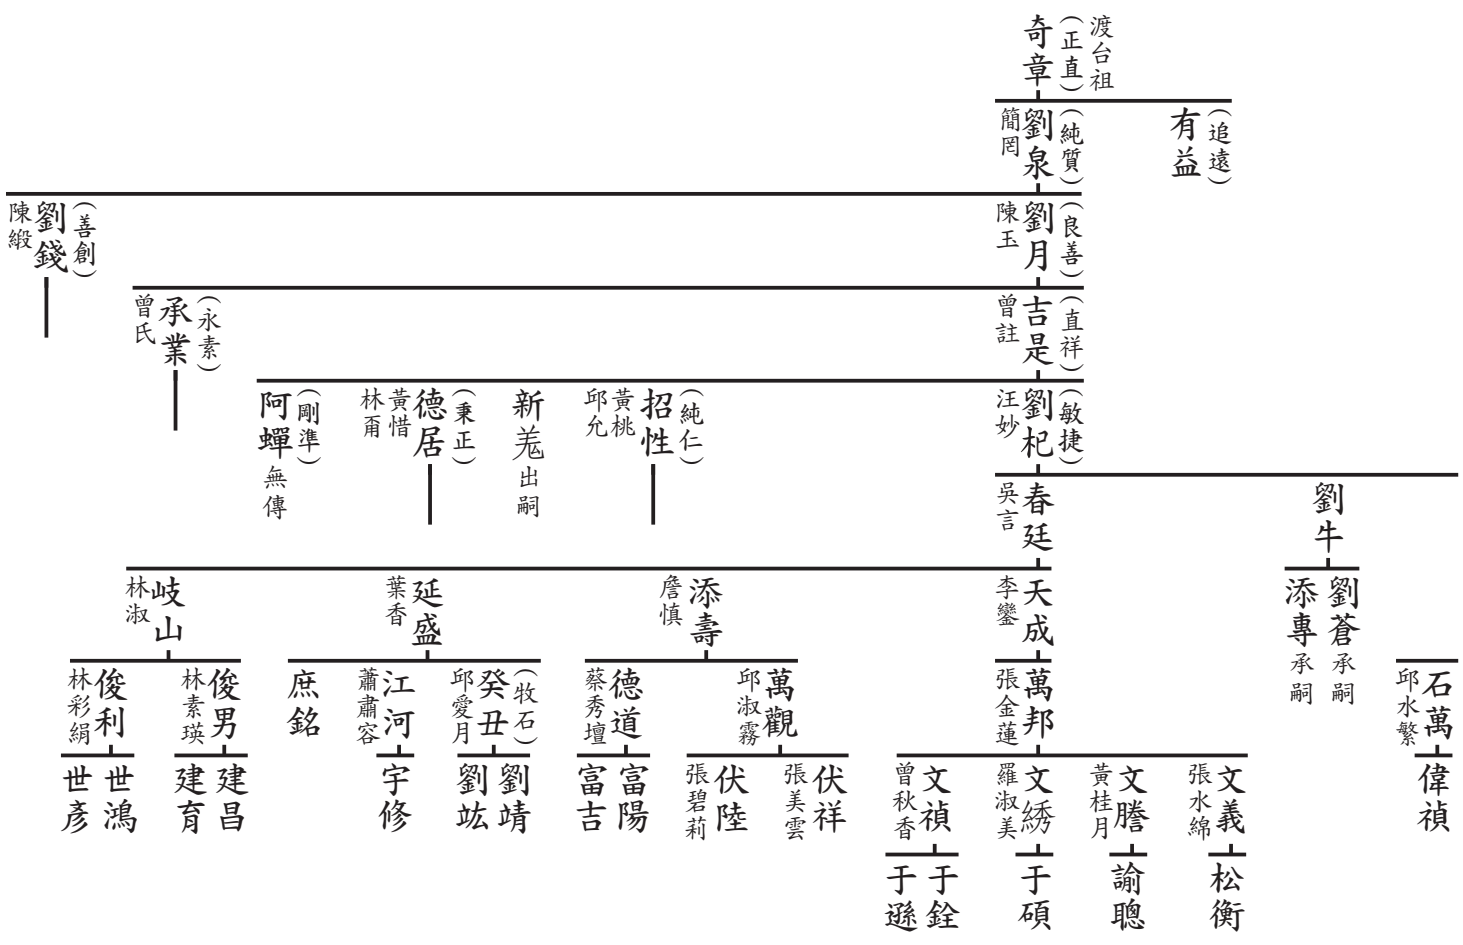 渡台祖
(正直)
奇章
(追遠)
有益
(純質)
劉泉
簡罔
(良善)
劉月
陳玉
(善創)
劉錢
陳緞
(直祥)
吉是
曾註
(永素)
承業
曾氏
(敏捷)
劉杞
汪妙
(純仁)
招性
黃桃
邱允
新羗出嗣
(秉正)
德居
黃惜
林甭
(剛準)
阿蟬無傳
劉牛
春廷
吳言
劉蒼承嗣
添專承嗣
天成
李鑾
添壽
詹慎
延盛
葉香
岐山
林淑
石萬
邱水繁
萬邦
張金蓮
萬觀
邱淑霧
德道
蔡秀壇
(牧石)
癸丑
邱愛月
江河
蕭肅容
庶銘
俊男
林素瑛
俊利
林彩絹
偉禎
文義
張水綿
文謄
黃桂月
文綉
羅淑美
文禎
曾秋香
伏祥
張美雲
伏陸
張碧莉
富陽
富吉
劉靖
劉竑
宇修
建昌
建育
世鴻
世彥
松衡
諭聰
于碩
于銓
于遜